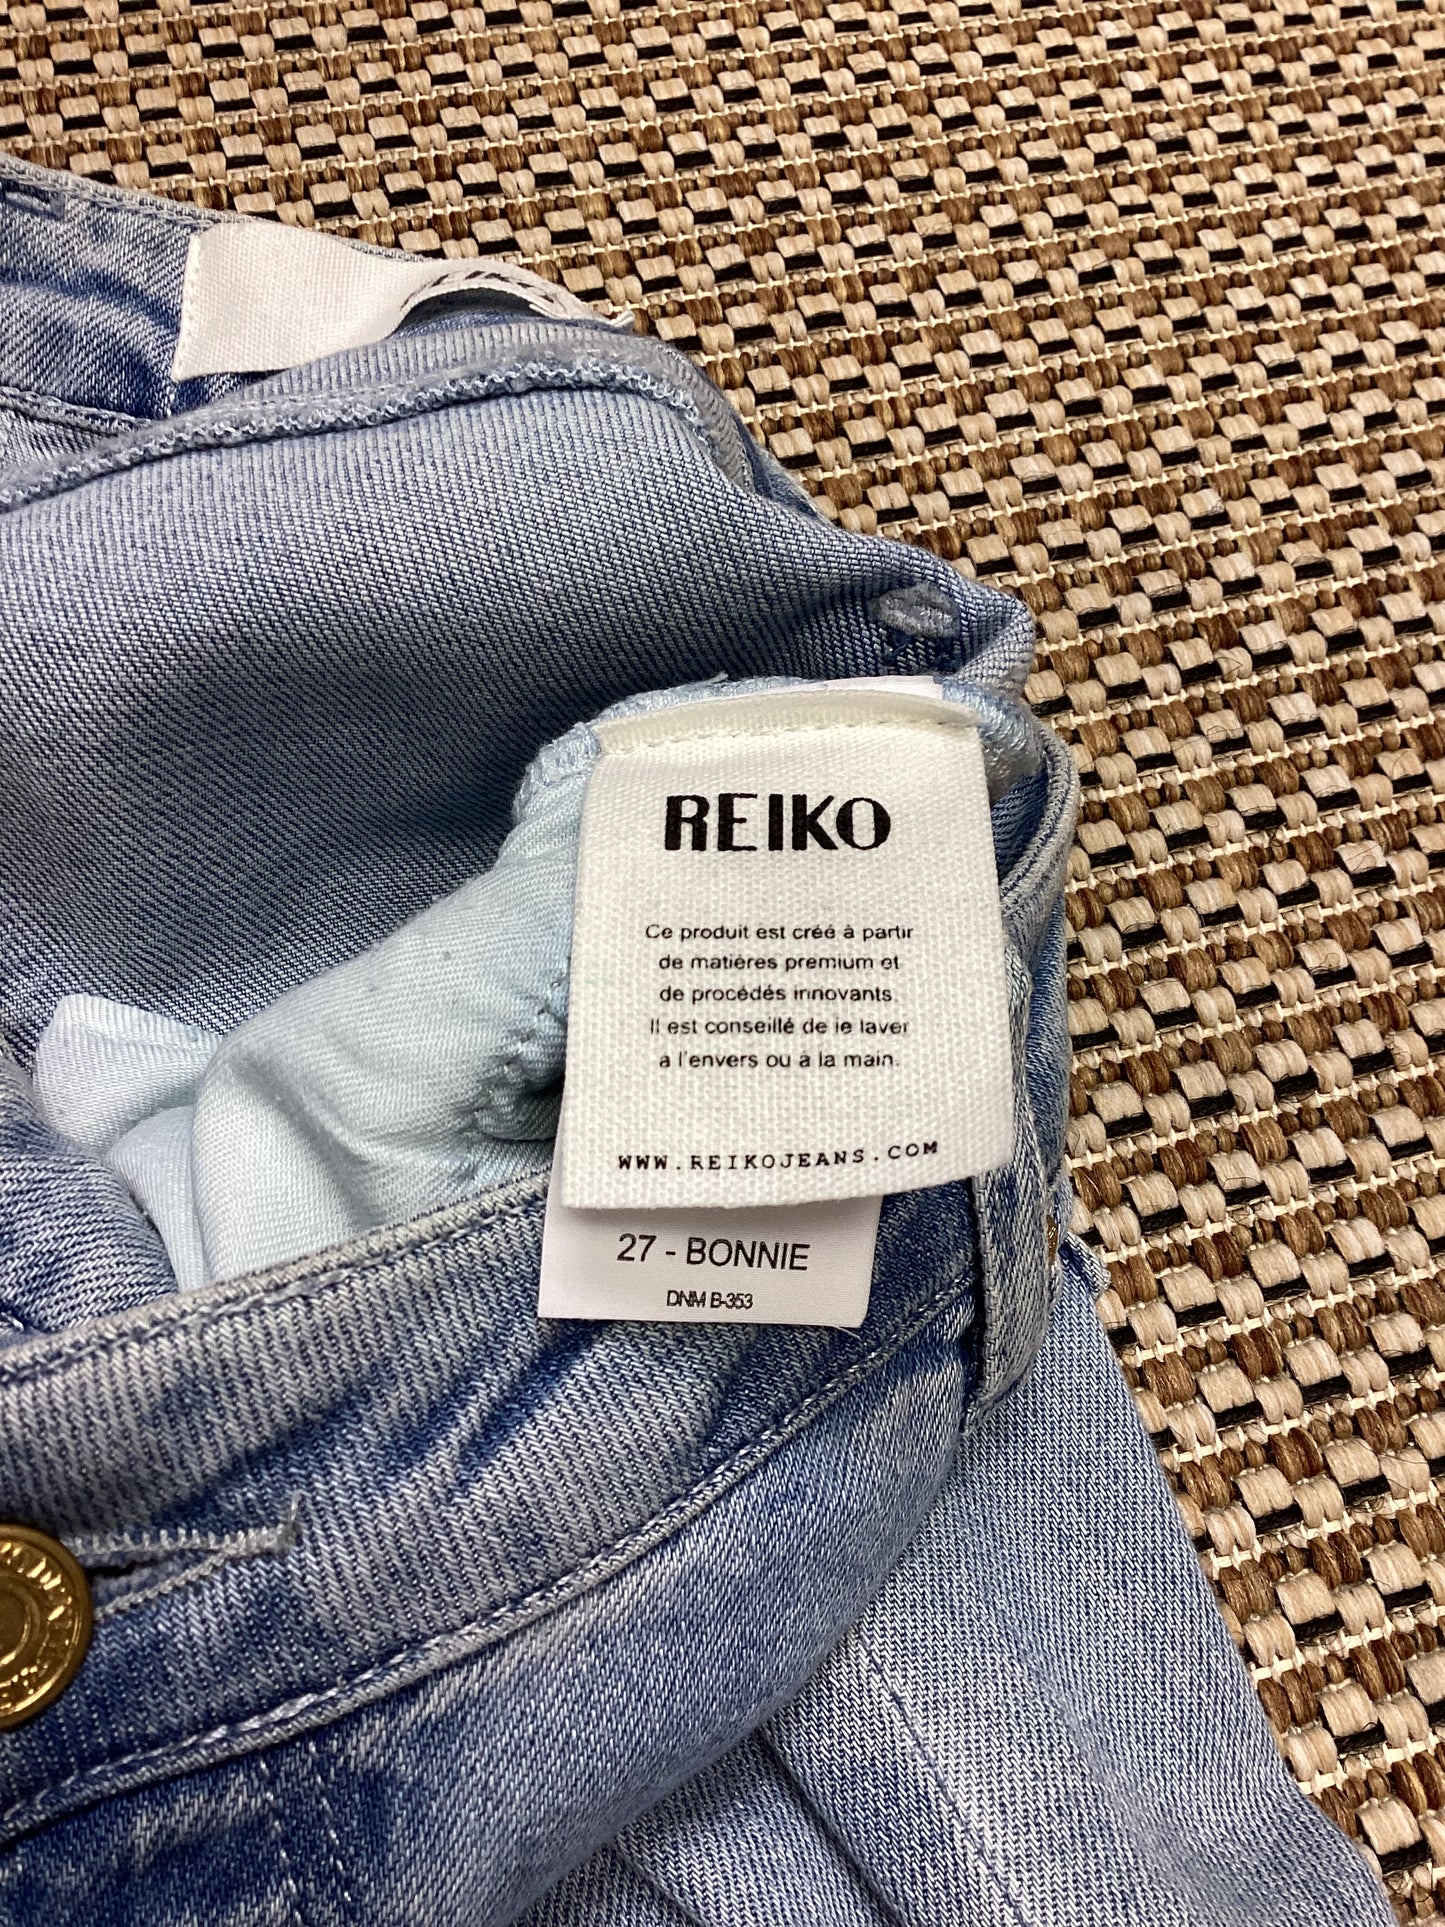 REIKO
Ce produit est créé à partir
de matières premium et
de procédés innovants.
Il est conseillé de le laver
à l'envers ou à la main.
WWW.REIKOJEANS.COM
27 - BONNIE
DNM B-353